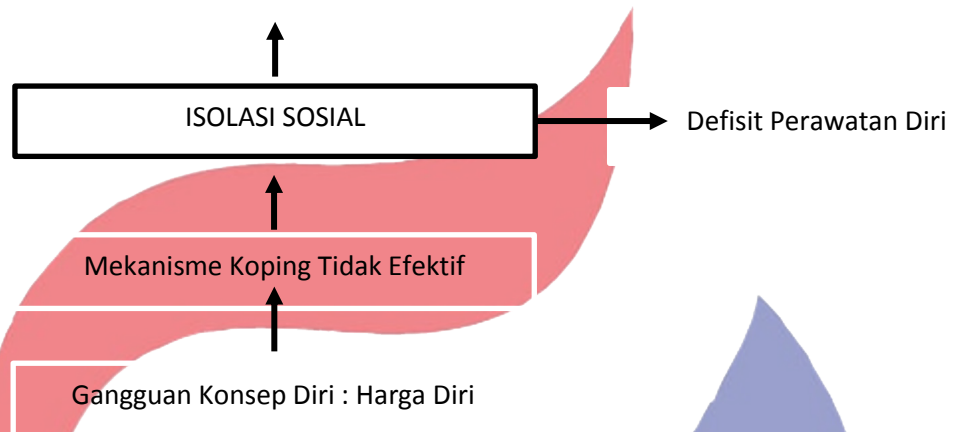 ISOLASI SOSIAL
Defisit Perawatan Diri
Mekanisme Koping Tidak Efektif
Gangguan Konsep Diri : Harga Diri